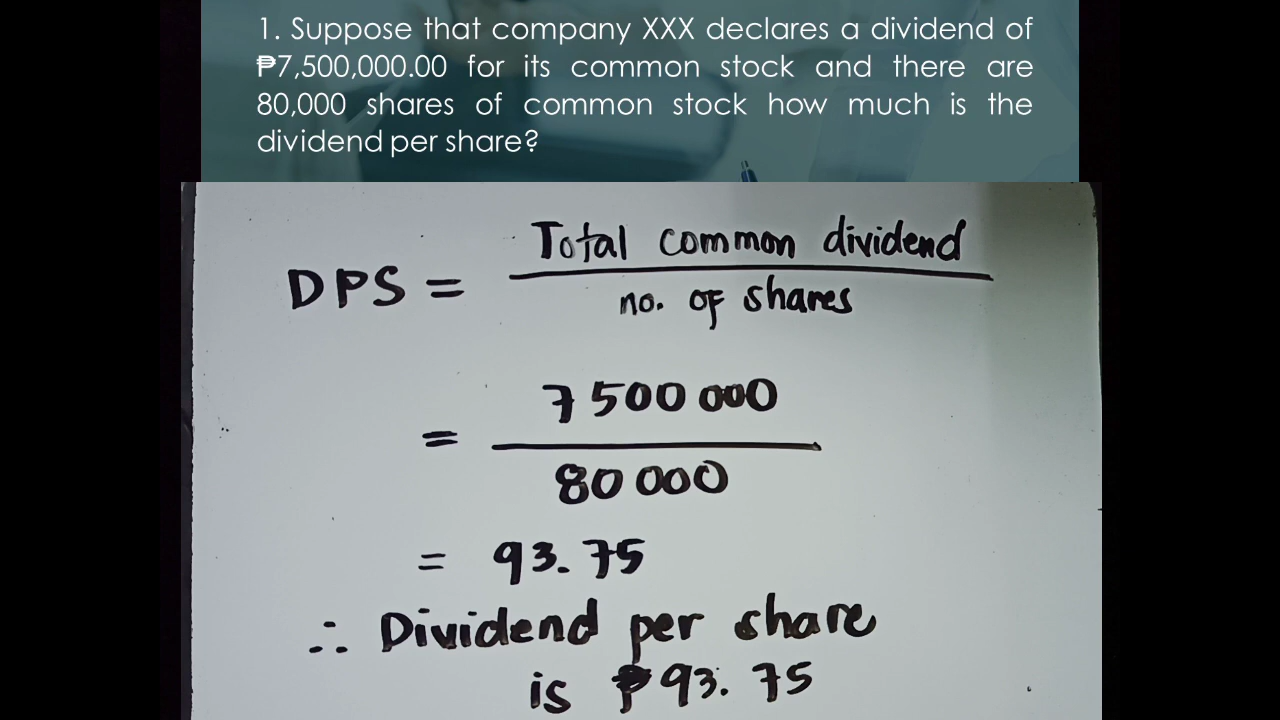 1. Suppose that company XXX declares a dividend of
₱7,500,000.00 for its common stock and there are
80,000 shares of common stock how much is the
dividend per share?
Total common dividend
DPS =
no. of shares
7 500 000
=
80 000
= 93.75
∴ Dividend per share
is ₱93.75